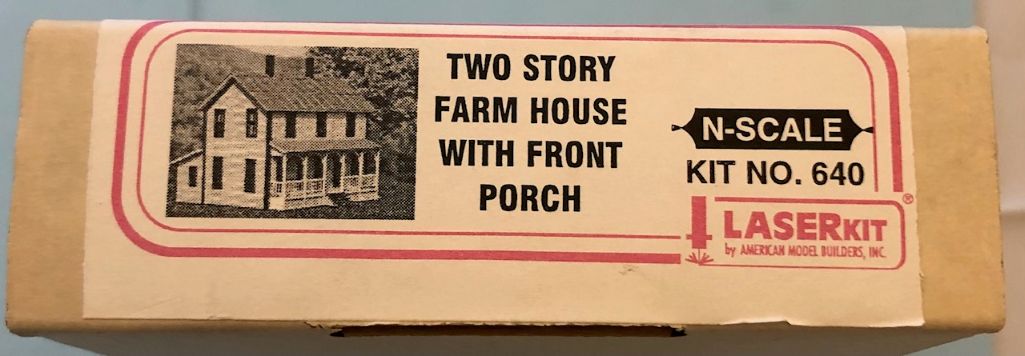 TWO STORY
FARM HOUSE
WITH FRONT
PORCH
N-SCALE
KIT NO. 640
LASERKIT®
by AMERICAN MODEL BUILDERS, INC.